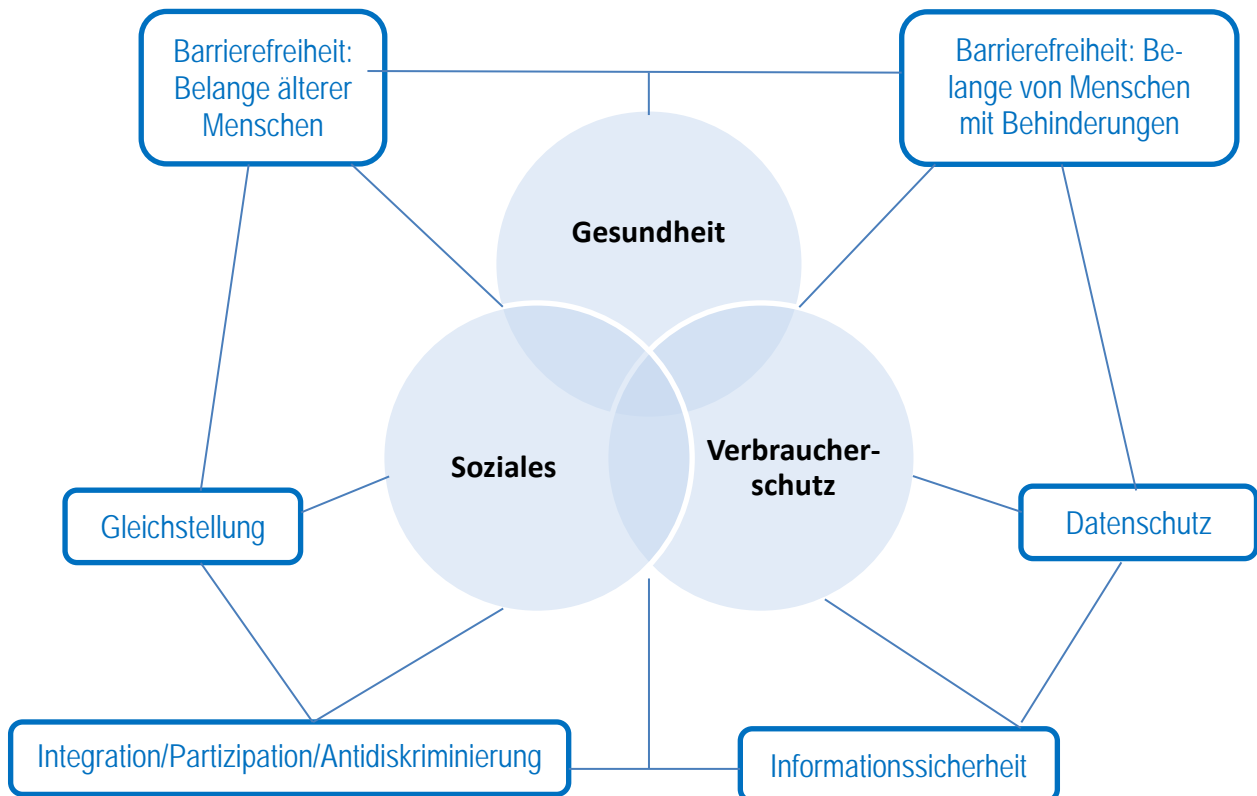 Barrierefreiheit:
Belange älterer
Menschen
Barrierefreiheit: Be-
lange von Menschen
mit Behinderungen
Gesundheit
Soziales
Verbraucher-
schutz
Gleichstellung
Datenschutz
Integration/Partizipation/Antidiskriminierung
Informationssicherheit